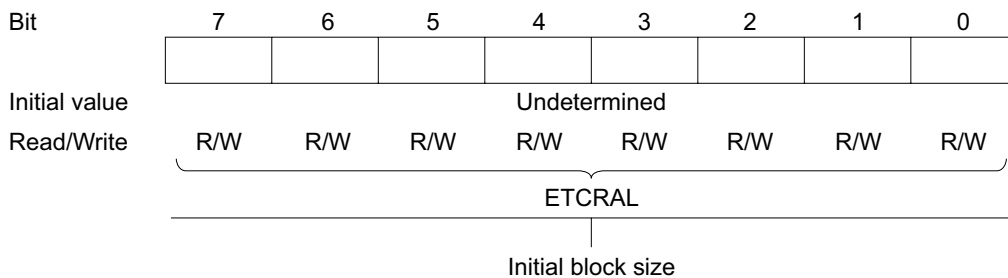 Bit 7 6 5 4 3 2 1 0
Initial value Undetermined
Read/Write R/W R/W R/W R/W R/W R/W R/W R/W
ETCRAL
Initial block size